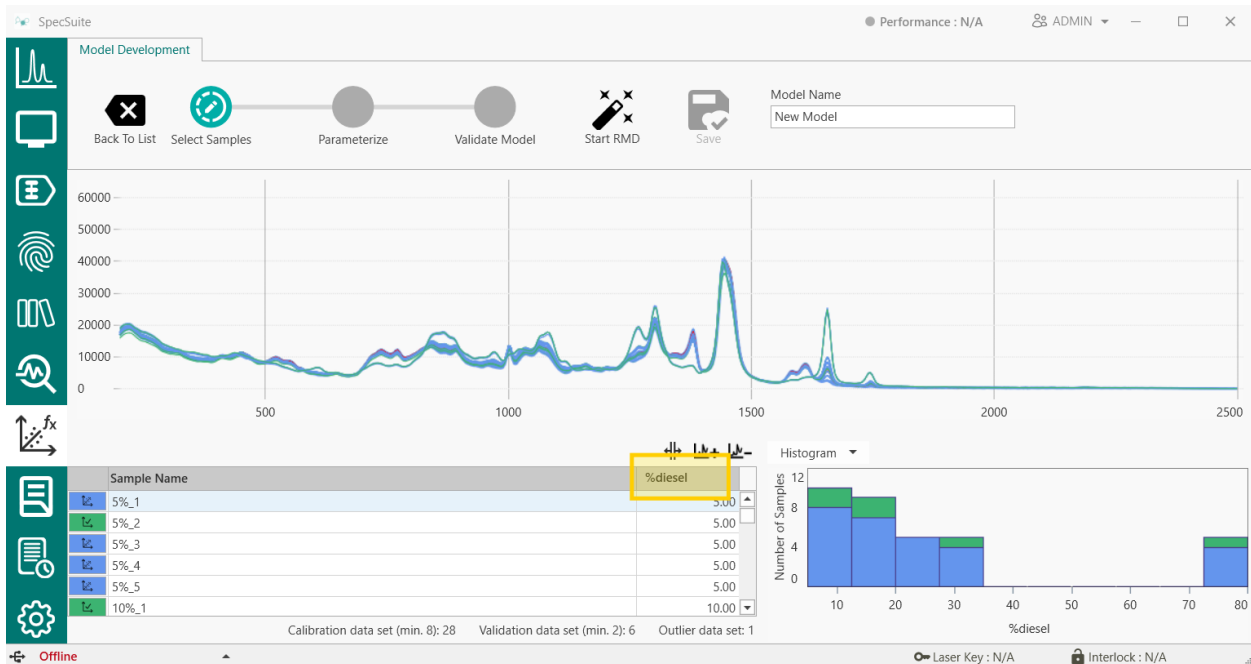 SpecSuite
Performance : N/A
ADMIN
Model Development
Back To List
Select Samples
Parameterize
Validate Model
Start RMD
Save
Model Name
New Model
60000
50000
40000
30000
20000
10000
0
500
1000
1500
2000
2500
fx
Histogram
Sample Name %diesel
5%_1 5.00
5%_2 5.00
5%_3 5.00
5%_4 5.00
5%_5 5.00
10%_1 10.00
Calibration data set (min. 8): 28 Validation data set (min. 2): 6 Outlier data set: 1
Number of Samples
12
8
4
0
10 20 30 40 50 60 70 80
%diesel
Offline
Laser Key : N/A
Interlock : N/A